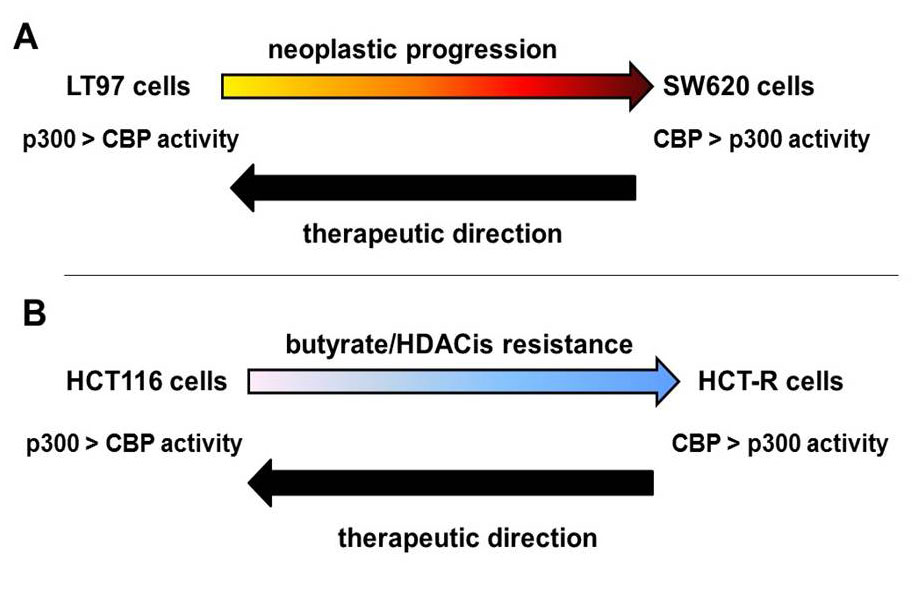 A
neoplastic progression
LT97 cells
SW620 cells
p300 > CBP activity
CBP > p300 activity
therapeutic direction
B
butyrate/HDACis resistance
HCT116 cells
HCT-R cells
p300 > CBP activity
CBP > p300 activity
therapeutic direction